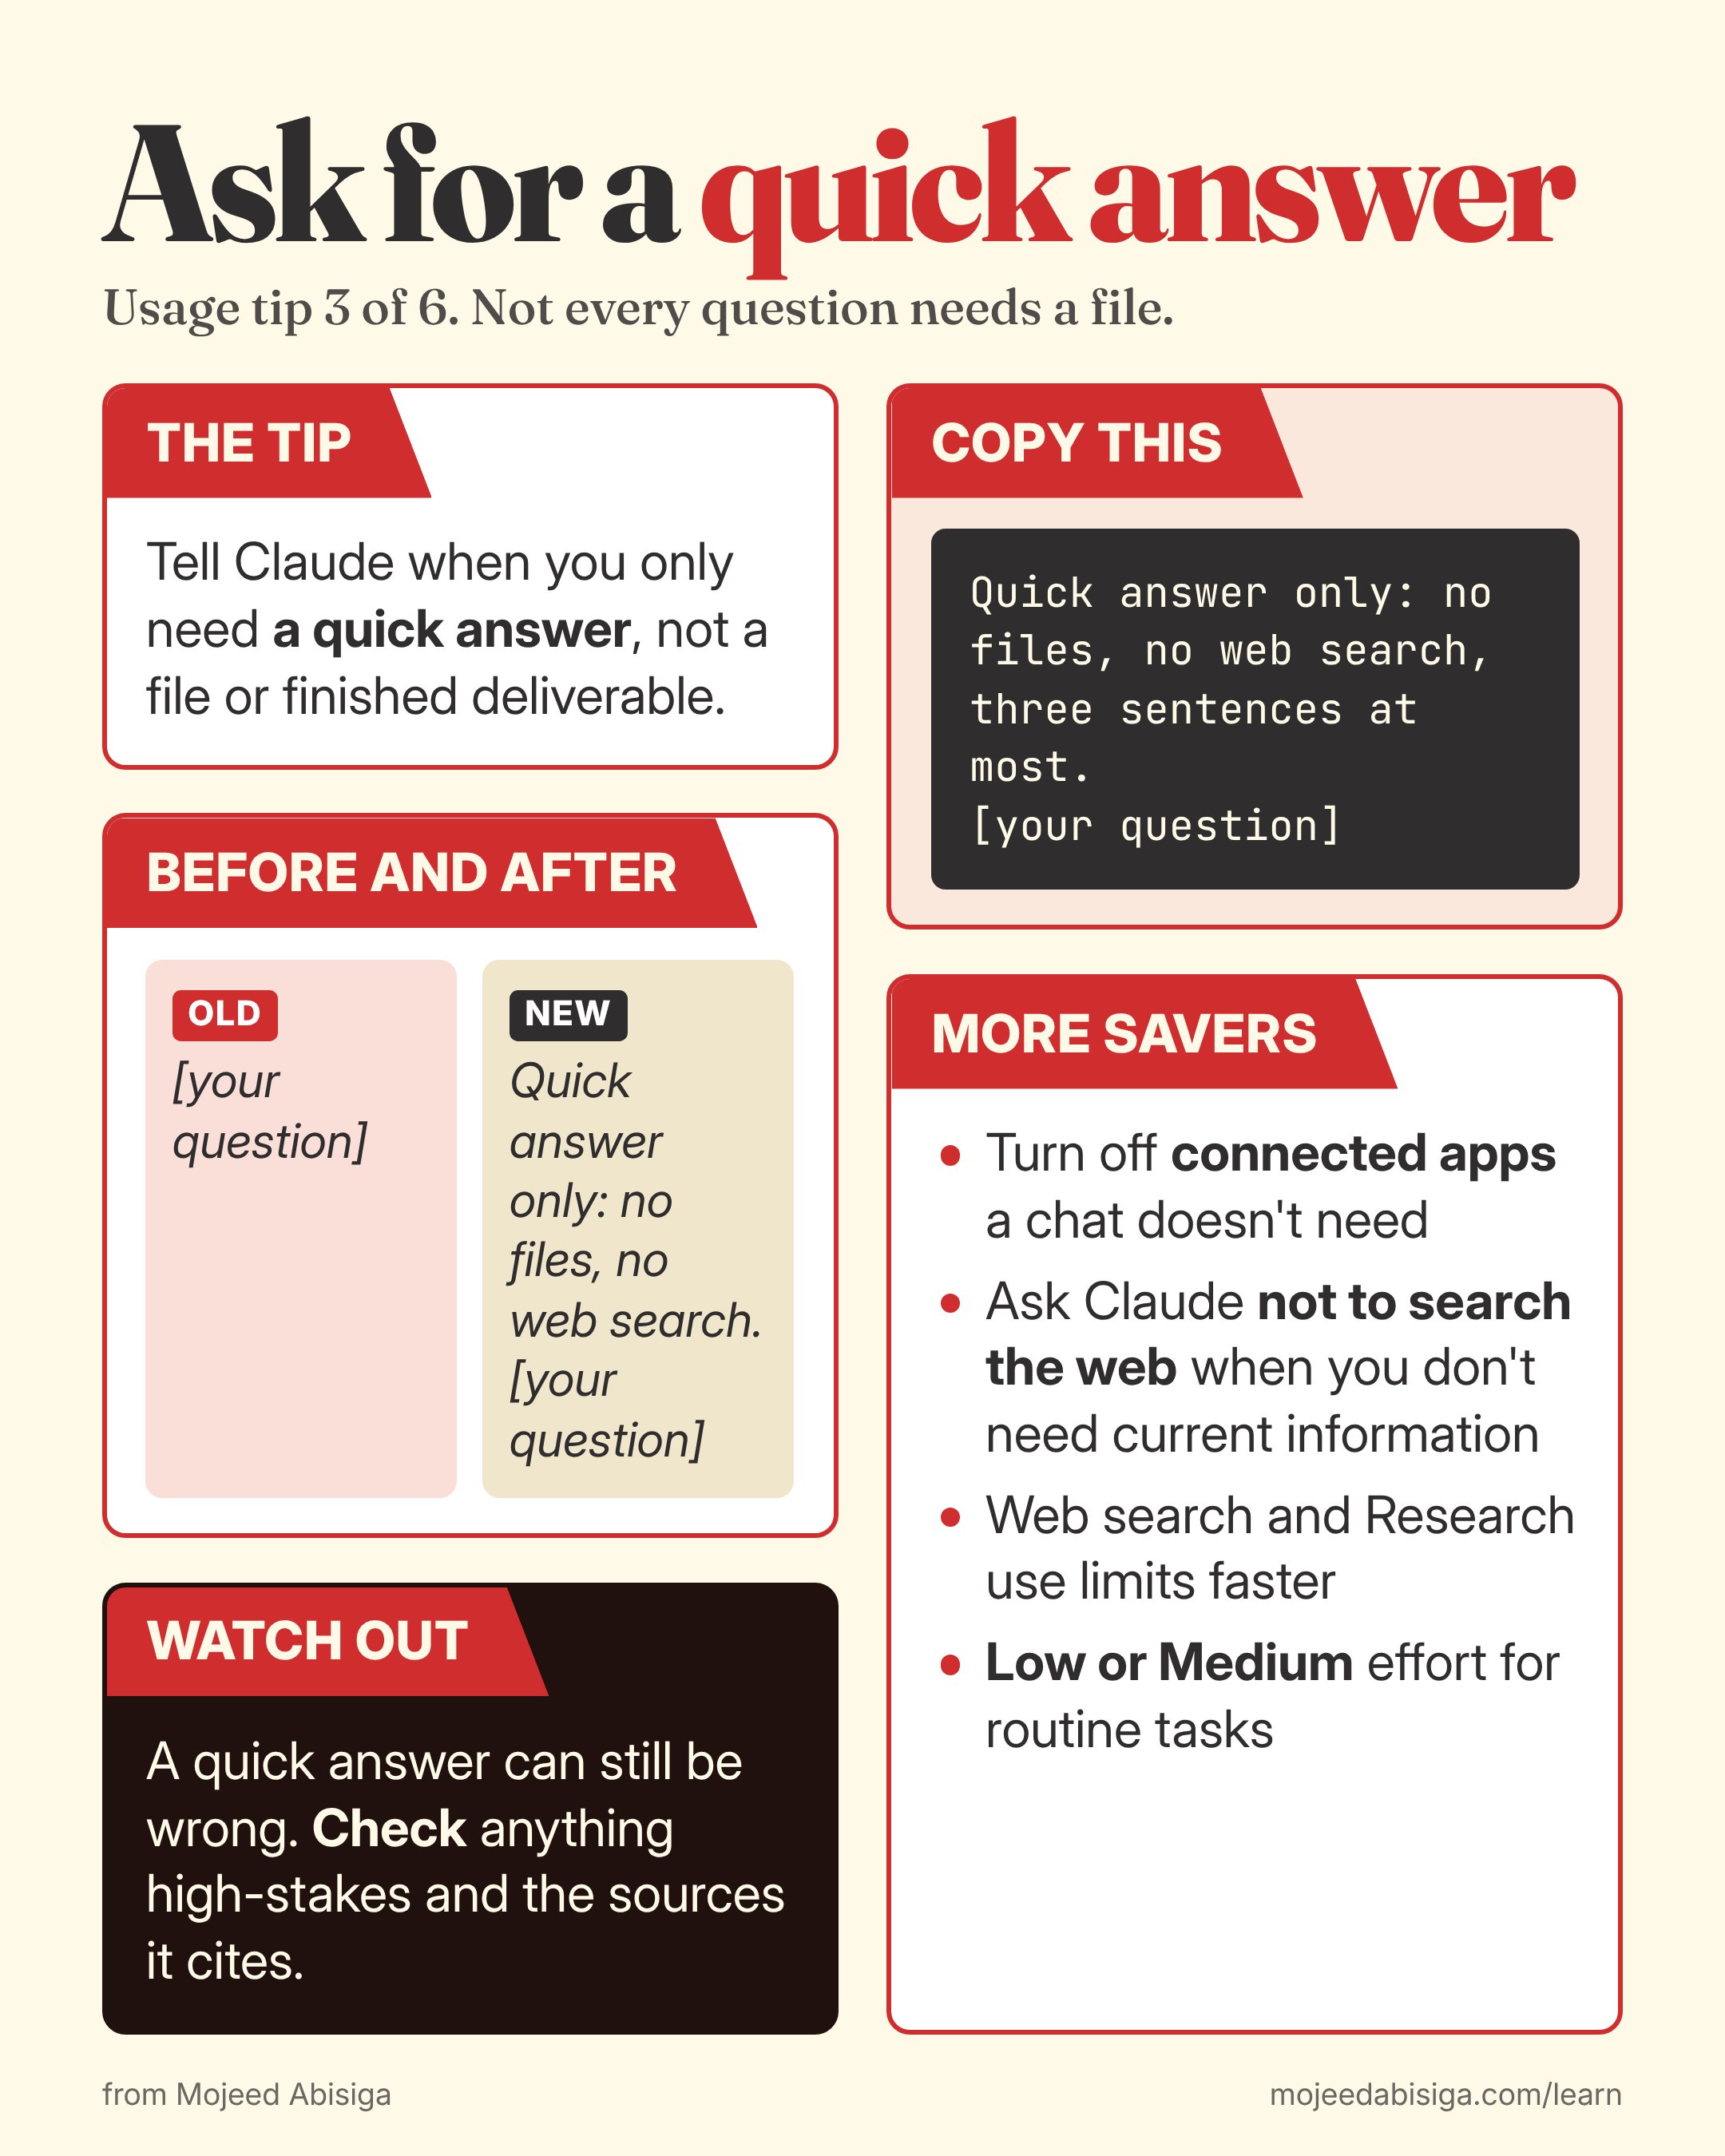 Ask for a quick answer
Usage tip 3 of 6. Not every question needs a file.
THE TIP
Tell Claude when you only
need a quick answer, not a
file or finished deliverable.
BEFORE AND AFTER
OLD
[your
question]
NEW
Quick
answer
only: no
files, no
web search.
[your
question]
WATCH OUT
A quick answer can still be
wrong. Check anything
high-stakes and the sources
it cites.
COPY THIS
Quick answer only: no
files, no web search,
three sentences at
most.
[your question]
MORE SAVERS
• Turn off connected apps
a chat doesn't need
• Ask Claude not to search
the web when you don't
need current information
• Web search and Research
use limits faster
• Low or Medium effort for
routine tasks
from Mojeed Abisiga
mojeedabisiga.com/learn